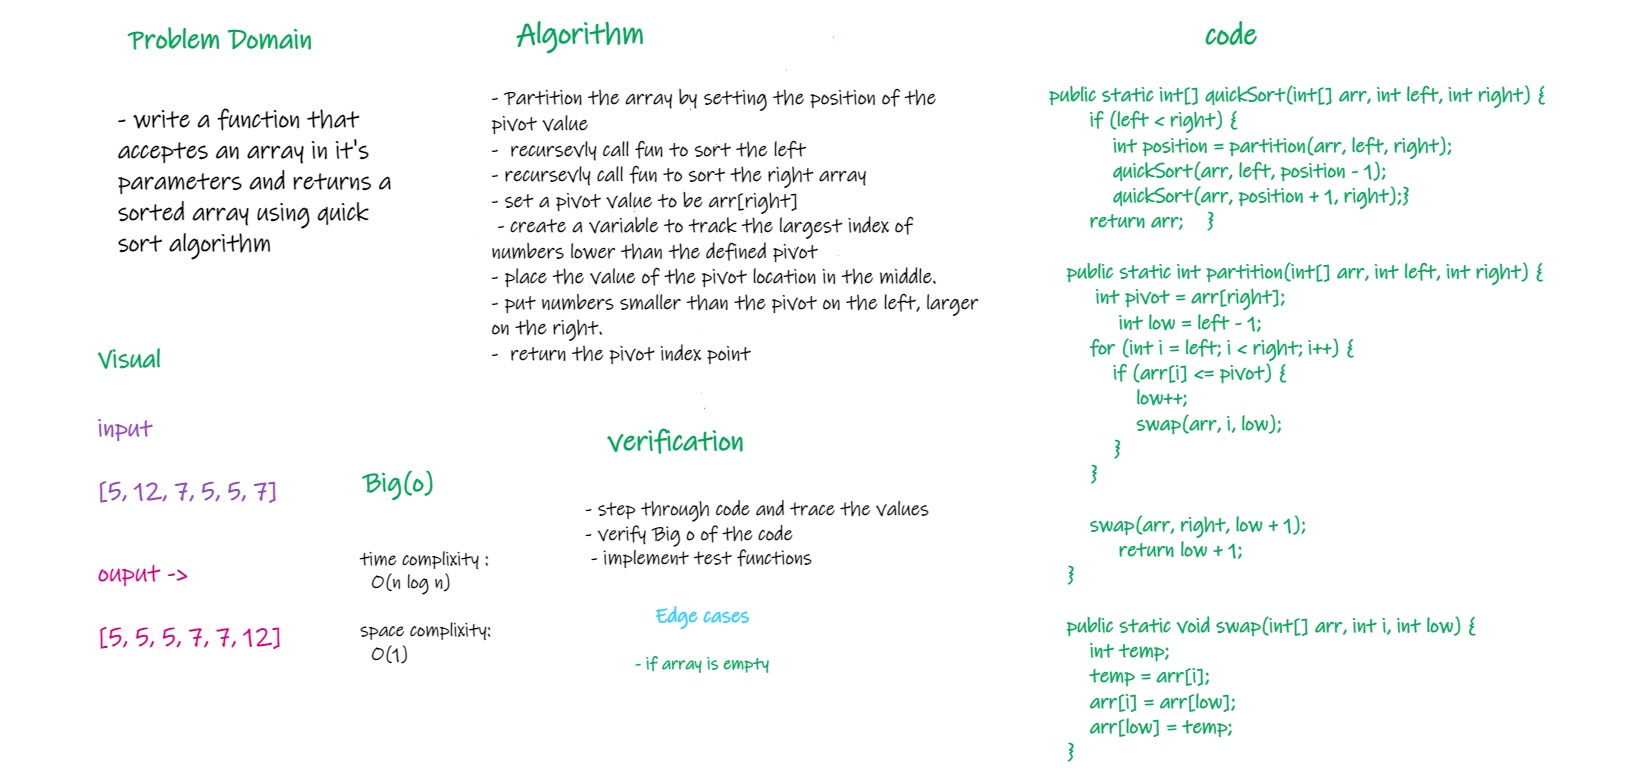 Problem Domain
- write a function that
acceptes an array in it's
parameters and returns a
sorted array using quick
sort algorithm
Visual
input
[5, 12, 7, 5, 5, 7]
ouput ->
[5, 5, 5, 7, 7, 12]
Algorithm
- Partition the array by setting the position of the
pivot value
- recursevly call fun to sort the left
- recursevly call fun to sort the right array
- set a pivot value to be arr[right]
- create a variable to track the largest index of
numbers lower than the defined pivot
- place the value of the pivot location in the middle.
- put numbers smaller than the pivot on the left, larger
on the right.
- return the pivot index point
Big(o)
time complixity :
O(n log n)
space complixity:
O(1)
verification
- step through code and trace the values
- verify Big o of the code
- implement test functions
Edge cases
- if array is empty
code
public static int[] quickSort(int[] arr, int left, int right) {
if (left < right) {
int position = partition(arr, left, right);
quickSort(arr, left, position - 1);
quickSort(arr, position + 1, right);}
return arr; }
public static int partition(int[] arr, int left, int right) {
int pivot = arr[right];
int low = left - 1;
for (int i = left; i < right; i++) {
if (arr[i] <= pivot) {
low++;
swap(arr, i, low);
}
}
swap(arr, right, low + 1);
return low + 1;
}
public static void swap(int[] arr, int i, int low) {
int temp;
temp = arr[i];
arr[i] = arr[low];
arr[low] = temp;
}